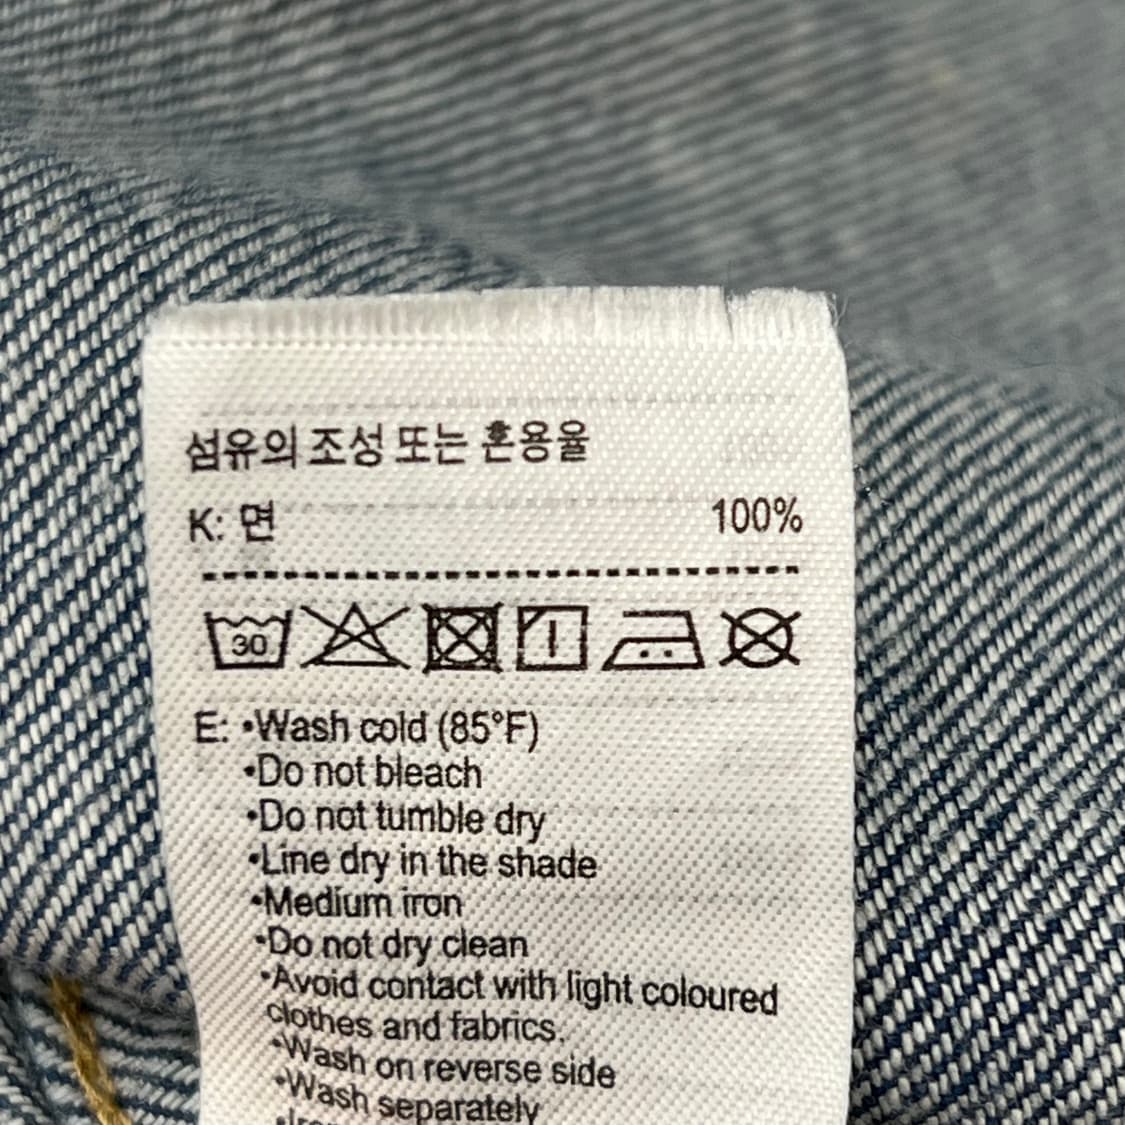 섬유의 조성 또는 혼용율
K: 면 100%
30
E: •Wash cold (85°F)
•Do not bleach
•Do not tumble dry
•Line dry in the shade
•Medium iron
•Do not dry clean
•Avoid contact with light coloured
clothes and fabrics.
•Wash on reverse side
•Wash separately